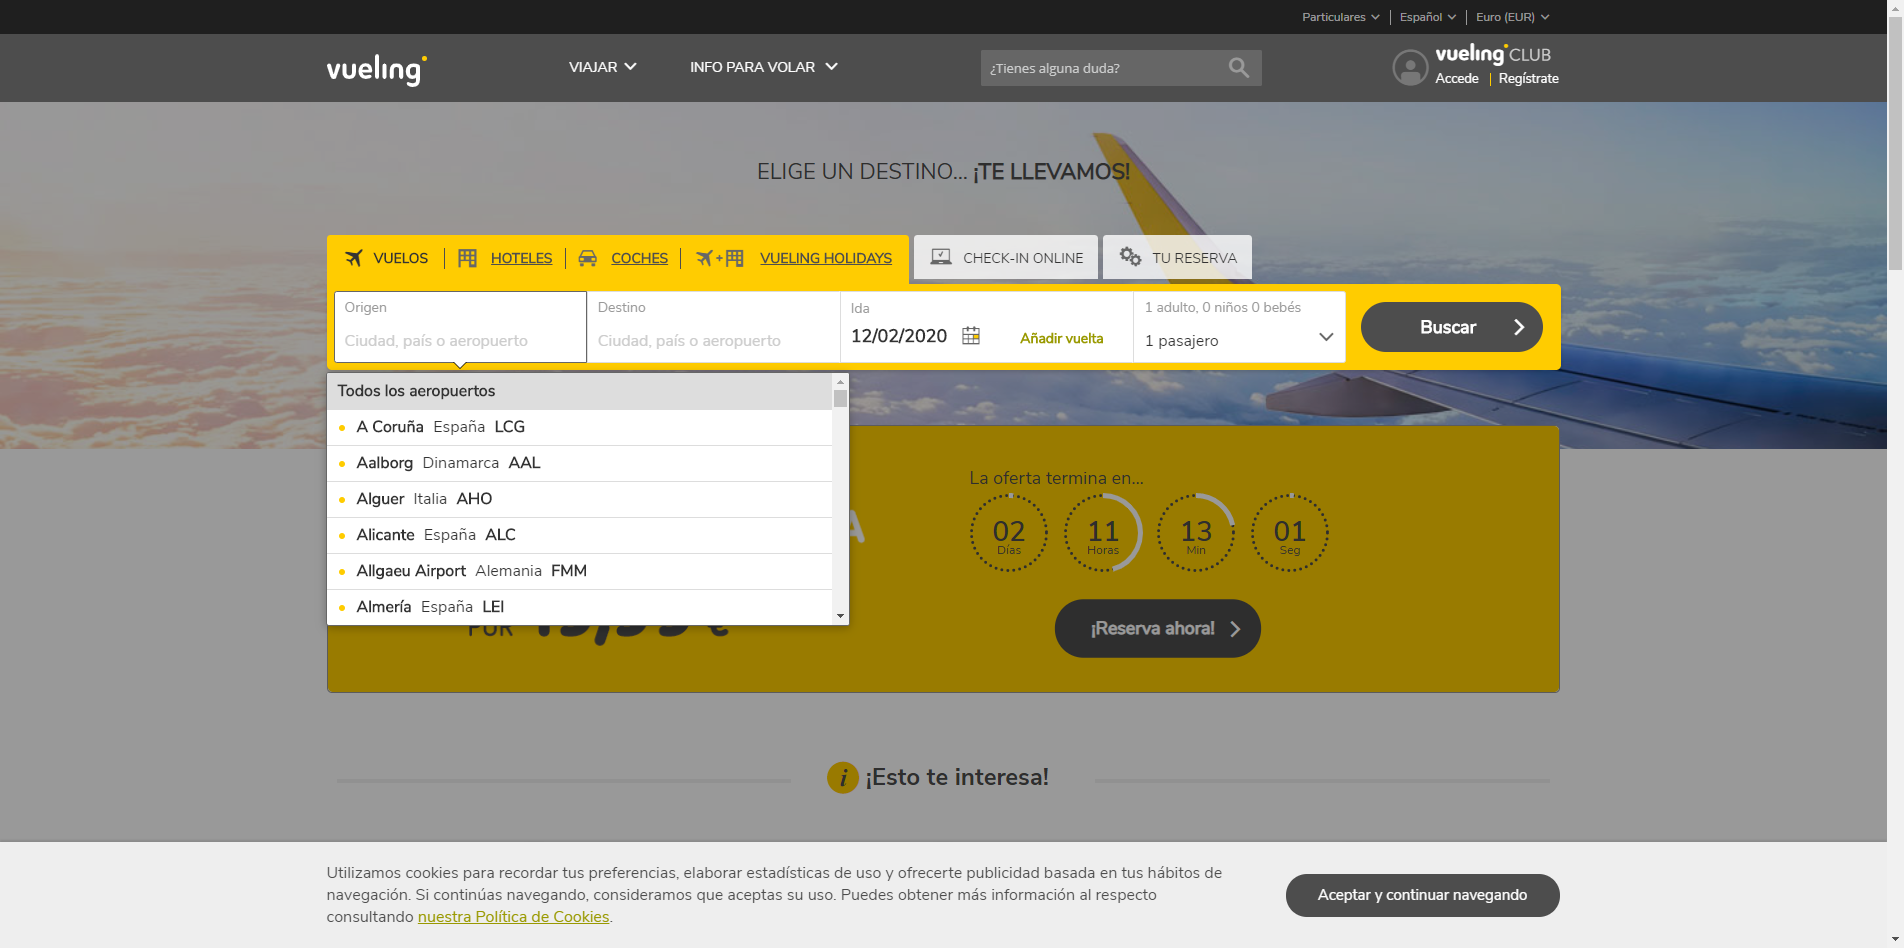 Particulares
Español
Euro (EUR)
vueling
VIAJAR
INFO PARA VOLAR
¿Tienes alguna duda?
vueling CLUB
Accede
Regístrate
ELIGE UN DESTINO... ¡TE LLEVAMOS!
VUELOS
HOTELES
COCHES
+
VUELING HOLIDAYS
CHECK-IN ONLINE
TU RESERVA
Origen
Ciudad, país o aeropuerto
Destino
Ciudad, país o aeropuerto
Ida
12/02/2020
Añadir vuelta
1 adulto, 0 niños 0 bebés
1 pasajero
Buscar
Todos los aeropuertos
A Coruña España LCG
Aalborg Dinamarca AAL
Alguer Italia AHO
Alicante España ALC
Allgaeu Airport Alemania FMM
Almería España LEI
La oferta termina en...
02 Días
11 Horas
13 Min
01 Seg
¡Reserva ahora!
i ¡Esto te interesa!
Utilizamos cookies para recordar tus preferencias, elaborar estadísticas de uso y ofrecerte publicidad basada en tus hábitos de
navegación. Si continúas navegando, consideramos que aceptas su uso. Puedes obtener más información al respecto
consultando nuestra Política de Cookies.
Aceptar y continuar navegando